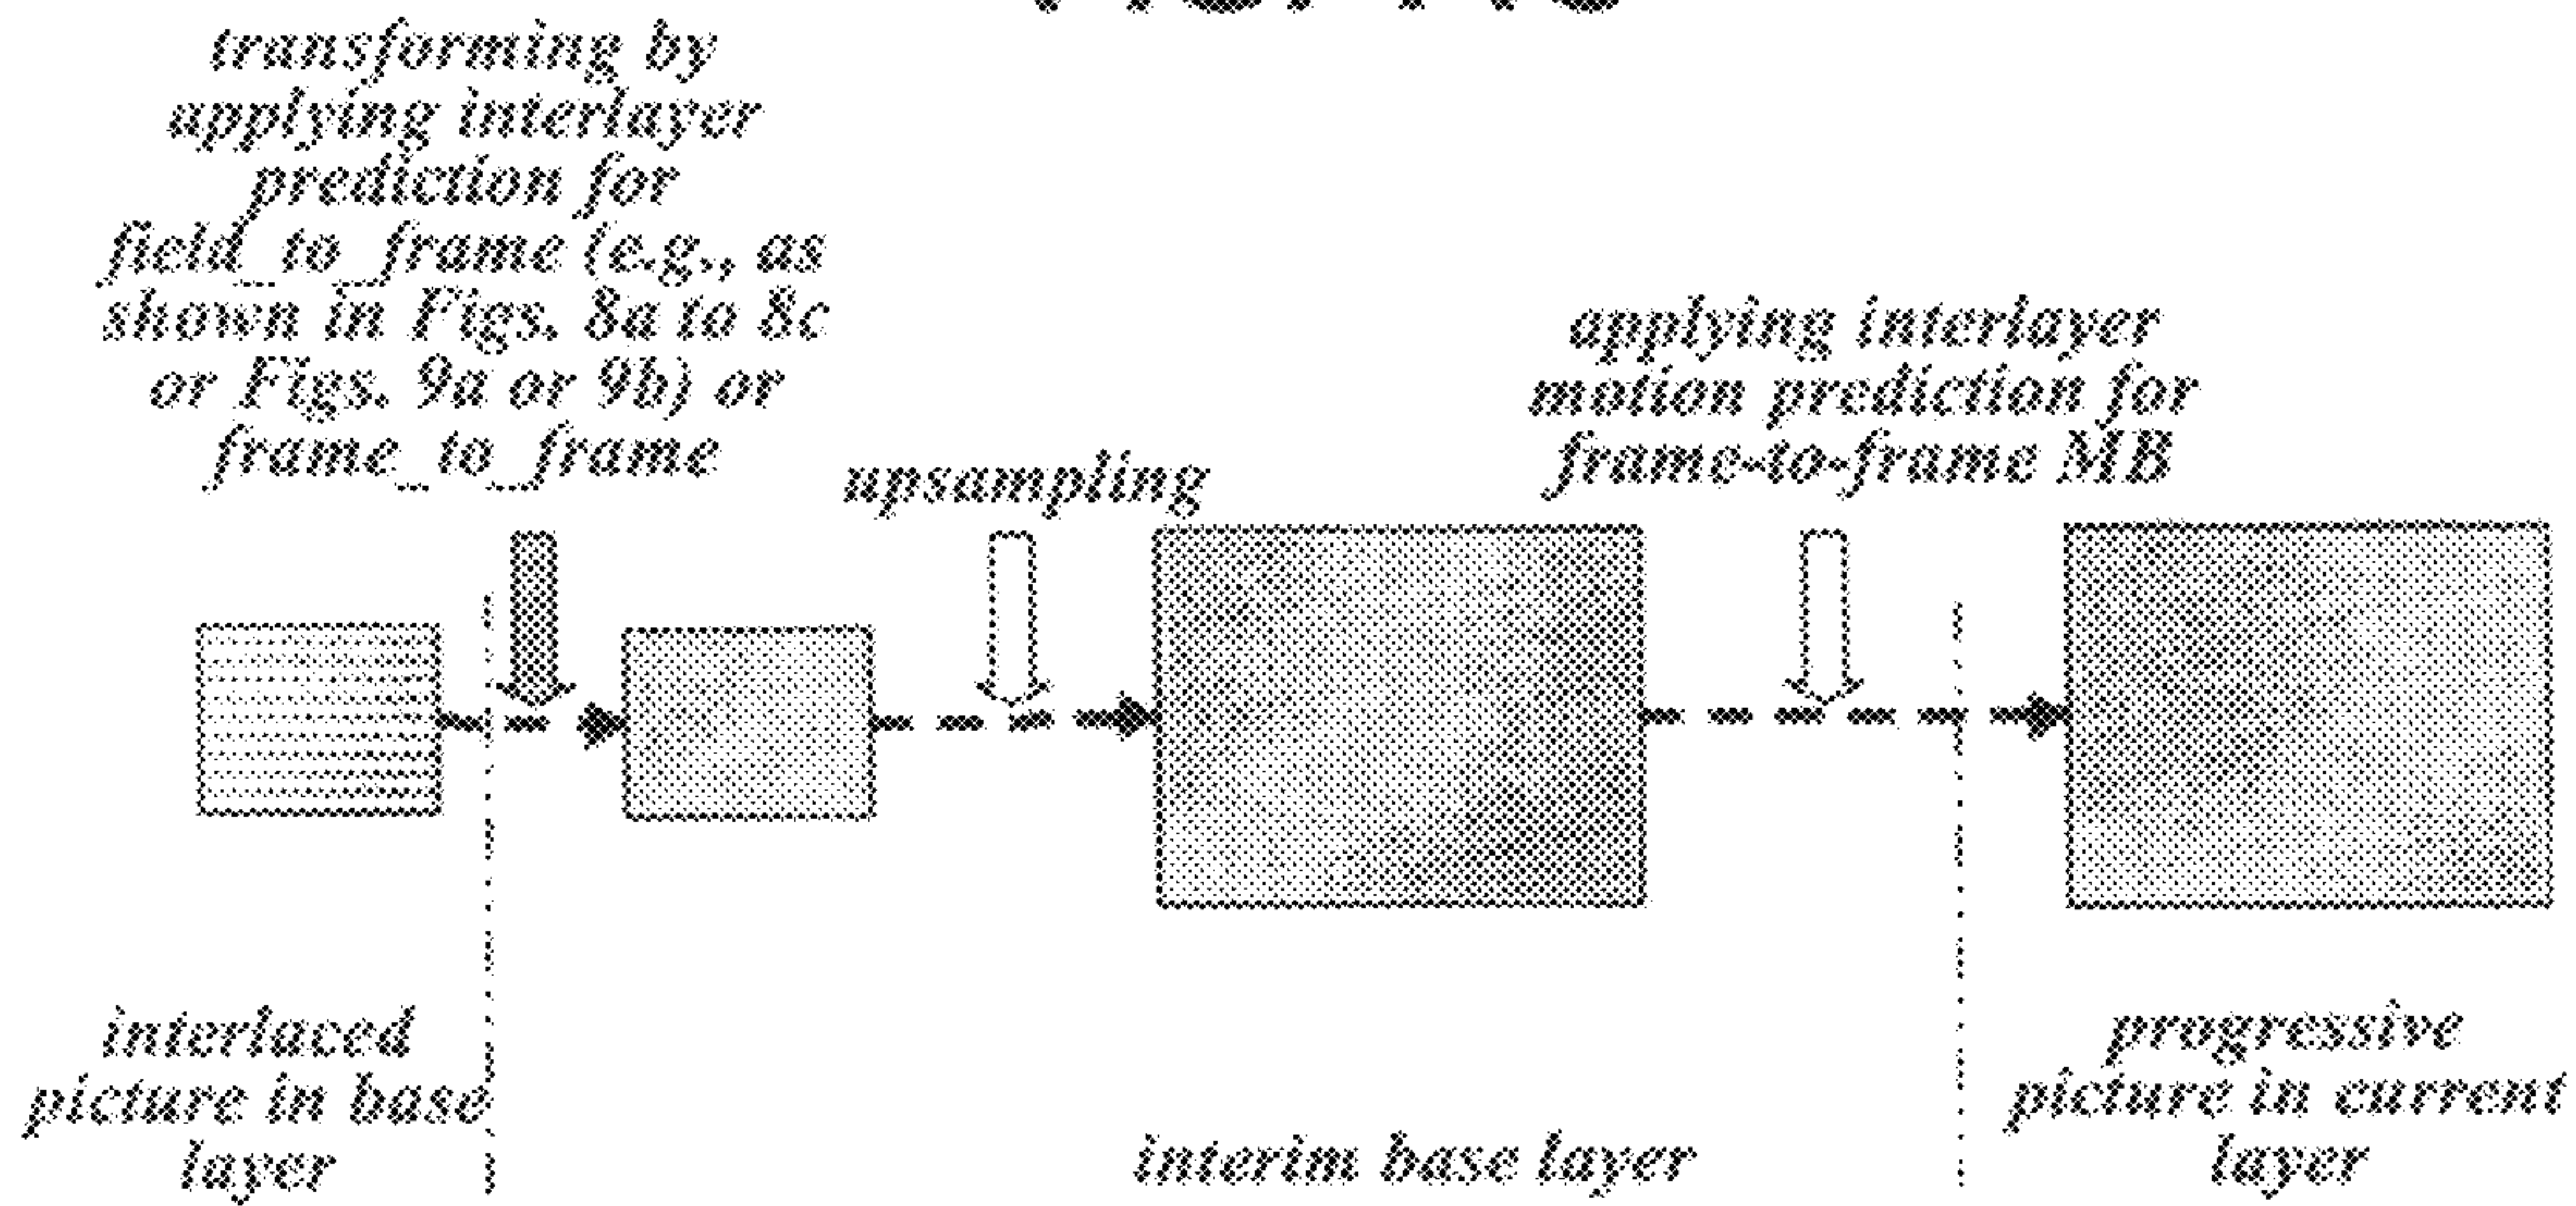 transforming by
applying interlayer
prediction for
field_to_frame (e.g., as
shown in Figs. 8a to 8c
or Figs. 9a or 9b) or
frame_to_frame
upsampling
applying interlayer
motion prediction for
frame-to-frame MB
interlaced
picture in base
layer
interim base layer
progressive
picture in current
layer